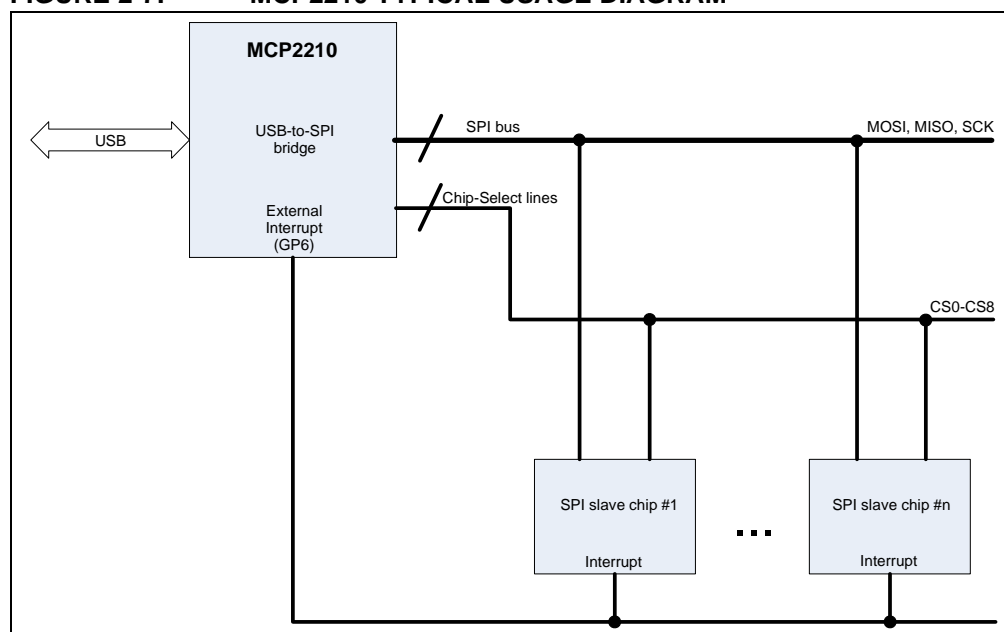 MCP2210
USB
USB-to-SPI
bridge
External
Interrupt
(GP6)
SPI bus
MOSI, MISO, SCK
Chip-Select lines
CS0-CS8
SPI slave chip #1
Interrupt
...
SPI slave chip #n
Interrupt